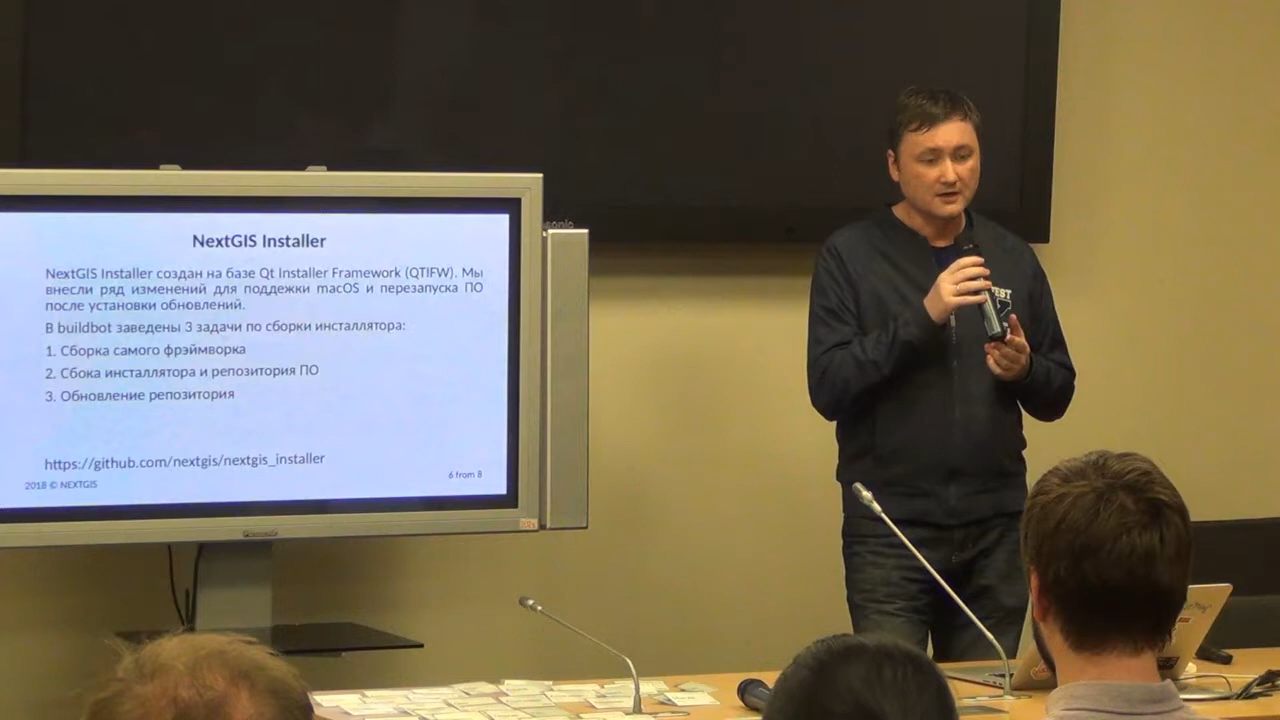 NextGIS Installer
NextGIS Installer создан на базе Qt Installer Framework (QTIFW). Мы
внесли ряд изменений для поддежки macOS и перезапуска ПО
после установки обновлений.
В buildbot заведены 3 задачи по сборки инсталлятора:
1. Сборка самого фрэймворка
2. Сбока инсталлятора и репозитория ПО
3. Обновление репозитория
https://github.com/nextgis/nextgis_installer
2018 © NEXTGIS
6 from 8
Panasonic